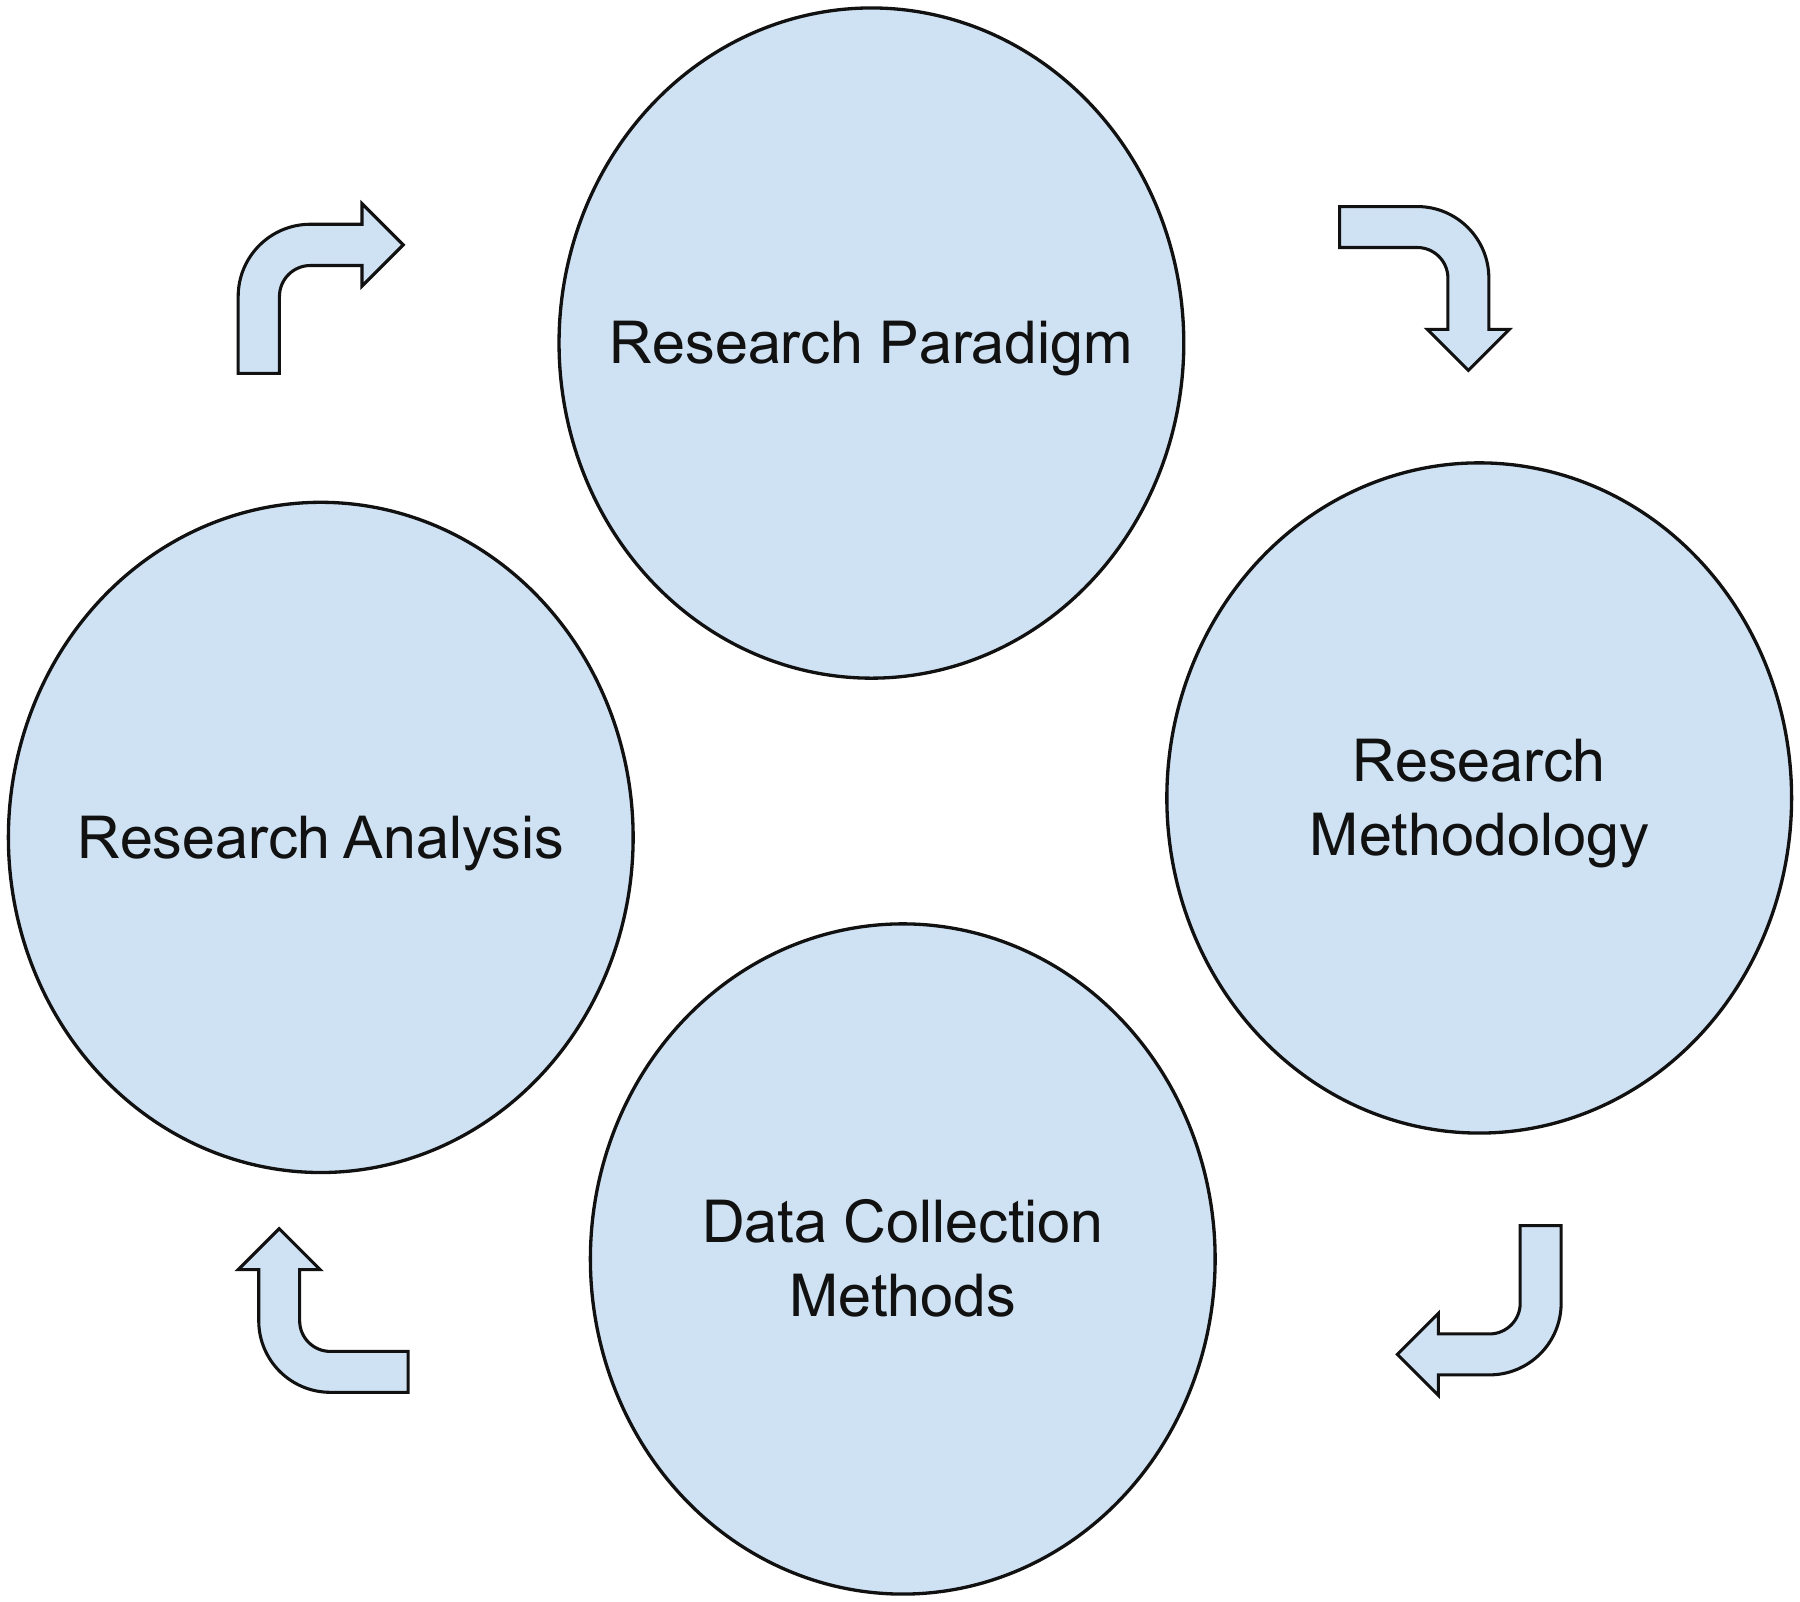 Research Paradigm
Research
Methodology
Research Analysis
Data Collection
Methods